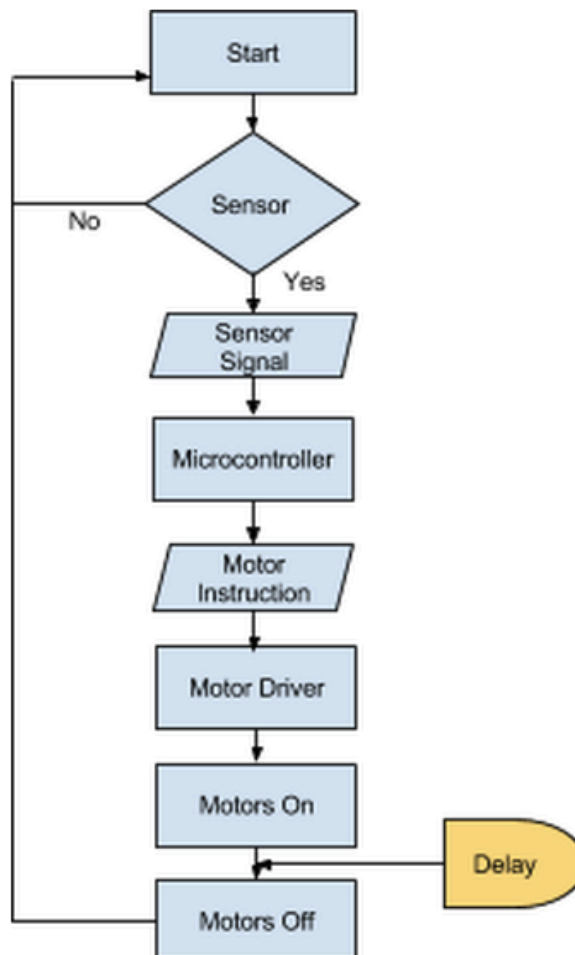 Start
Sensor
No
Yes
Sensor
Signal
Microcontroller
Motor
Instruction
Motor Driver
Motors On
Delay
Motors Off